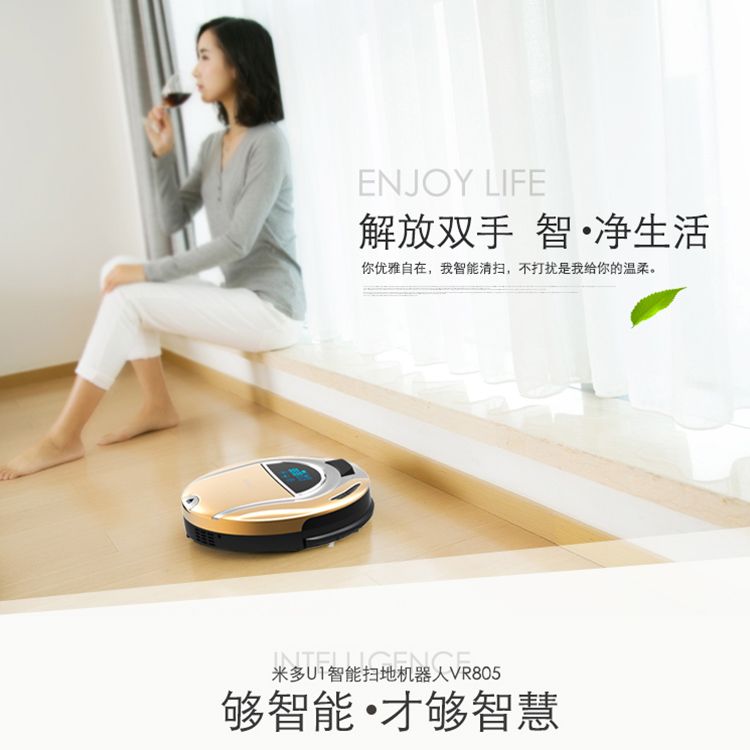 ENJOY LIFE
解放双手 智·净生活
你优雅自在，我智能清扫，不打扰是我给你的温柔。
INTELLIGENCE
米多U1智能扫地机器人VR805
够智能·才够智慧